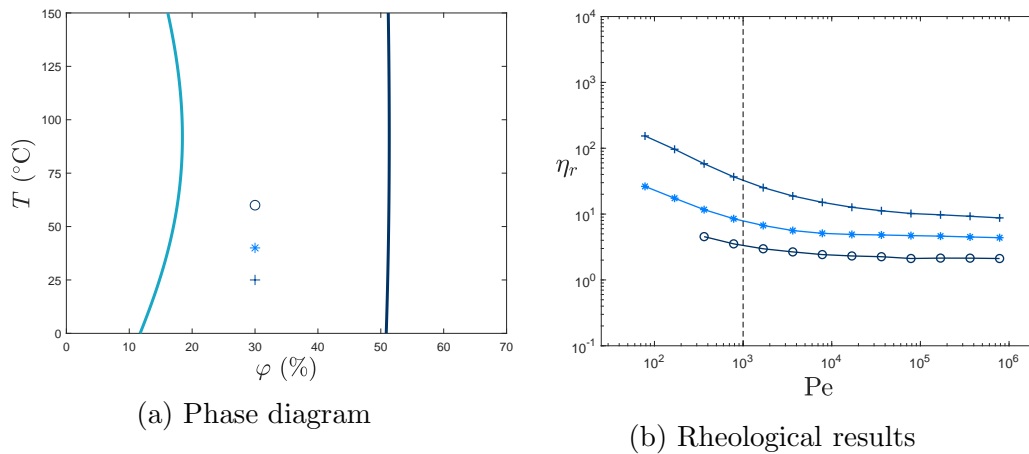 150
125
100
75
50
25
0
T (°C)
0 10 20 30 40 50 60 70
φ (%)
(a) Phase diagram
10^4
10^3
10^2
10^1
10^0
10^-1
η_r
10^2 10^3 10^4 10^5 10^6
Pe
(b) Rheological results